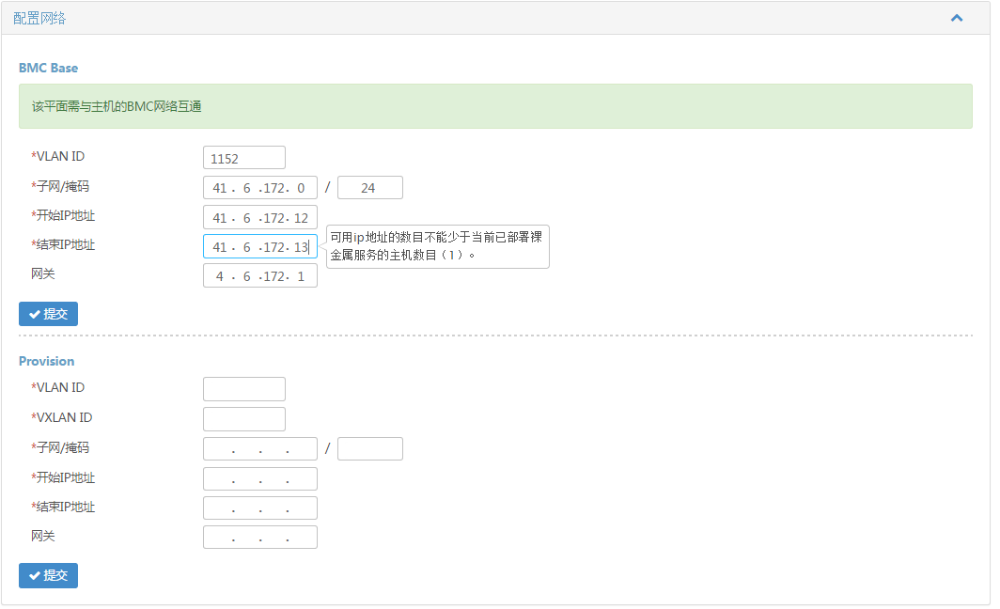 配置网络
BMC Base
该平面需与主机的BMC网络互通
*VLAN ID 1152
*子网/掩码 41 . 6 .172. 0 / 24
*开始IP地址 41 . 6 .172. 12
*结束IP地址 41 . 6 .172. 13
可用ip地址的数目不能少于当前已部署裸
金属服务的主机数目（1）。
网关 4 . 6 .172. 1
提交
Provision
*VLAN ID
*VXLAN ID
*子网/掩码 . . . /
*开始IP地址 . . .
*结束IP地址 . . .
网关 . . .
提交